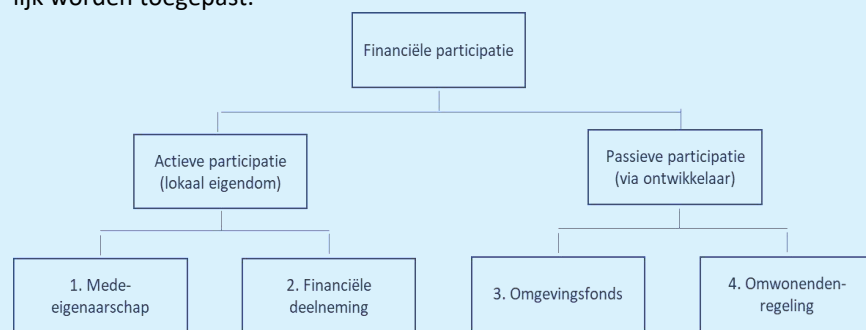 lijk worden toegepast.
Financiële participatie
Actieve participatie
(lokaal eigendom)
Passieve participatie
(via ontwikkelaar)
1. Mede-
eigenaarschap
2. Financiële
deelneming
3. Omgevingsfonds
4. Omwonenden-
regeling